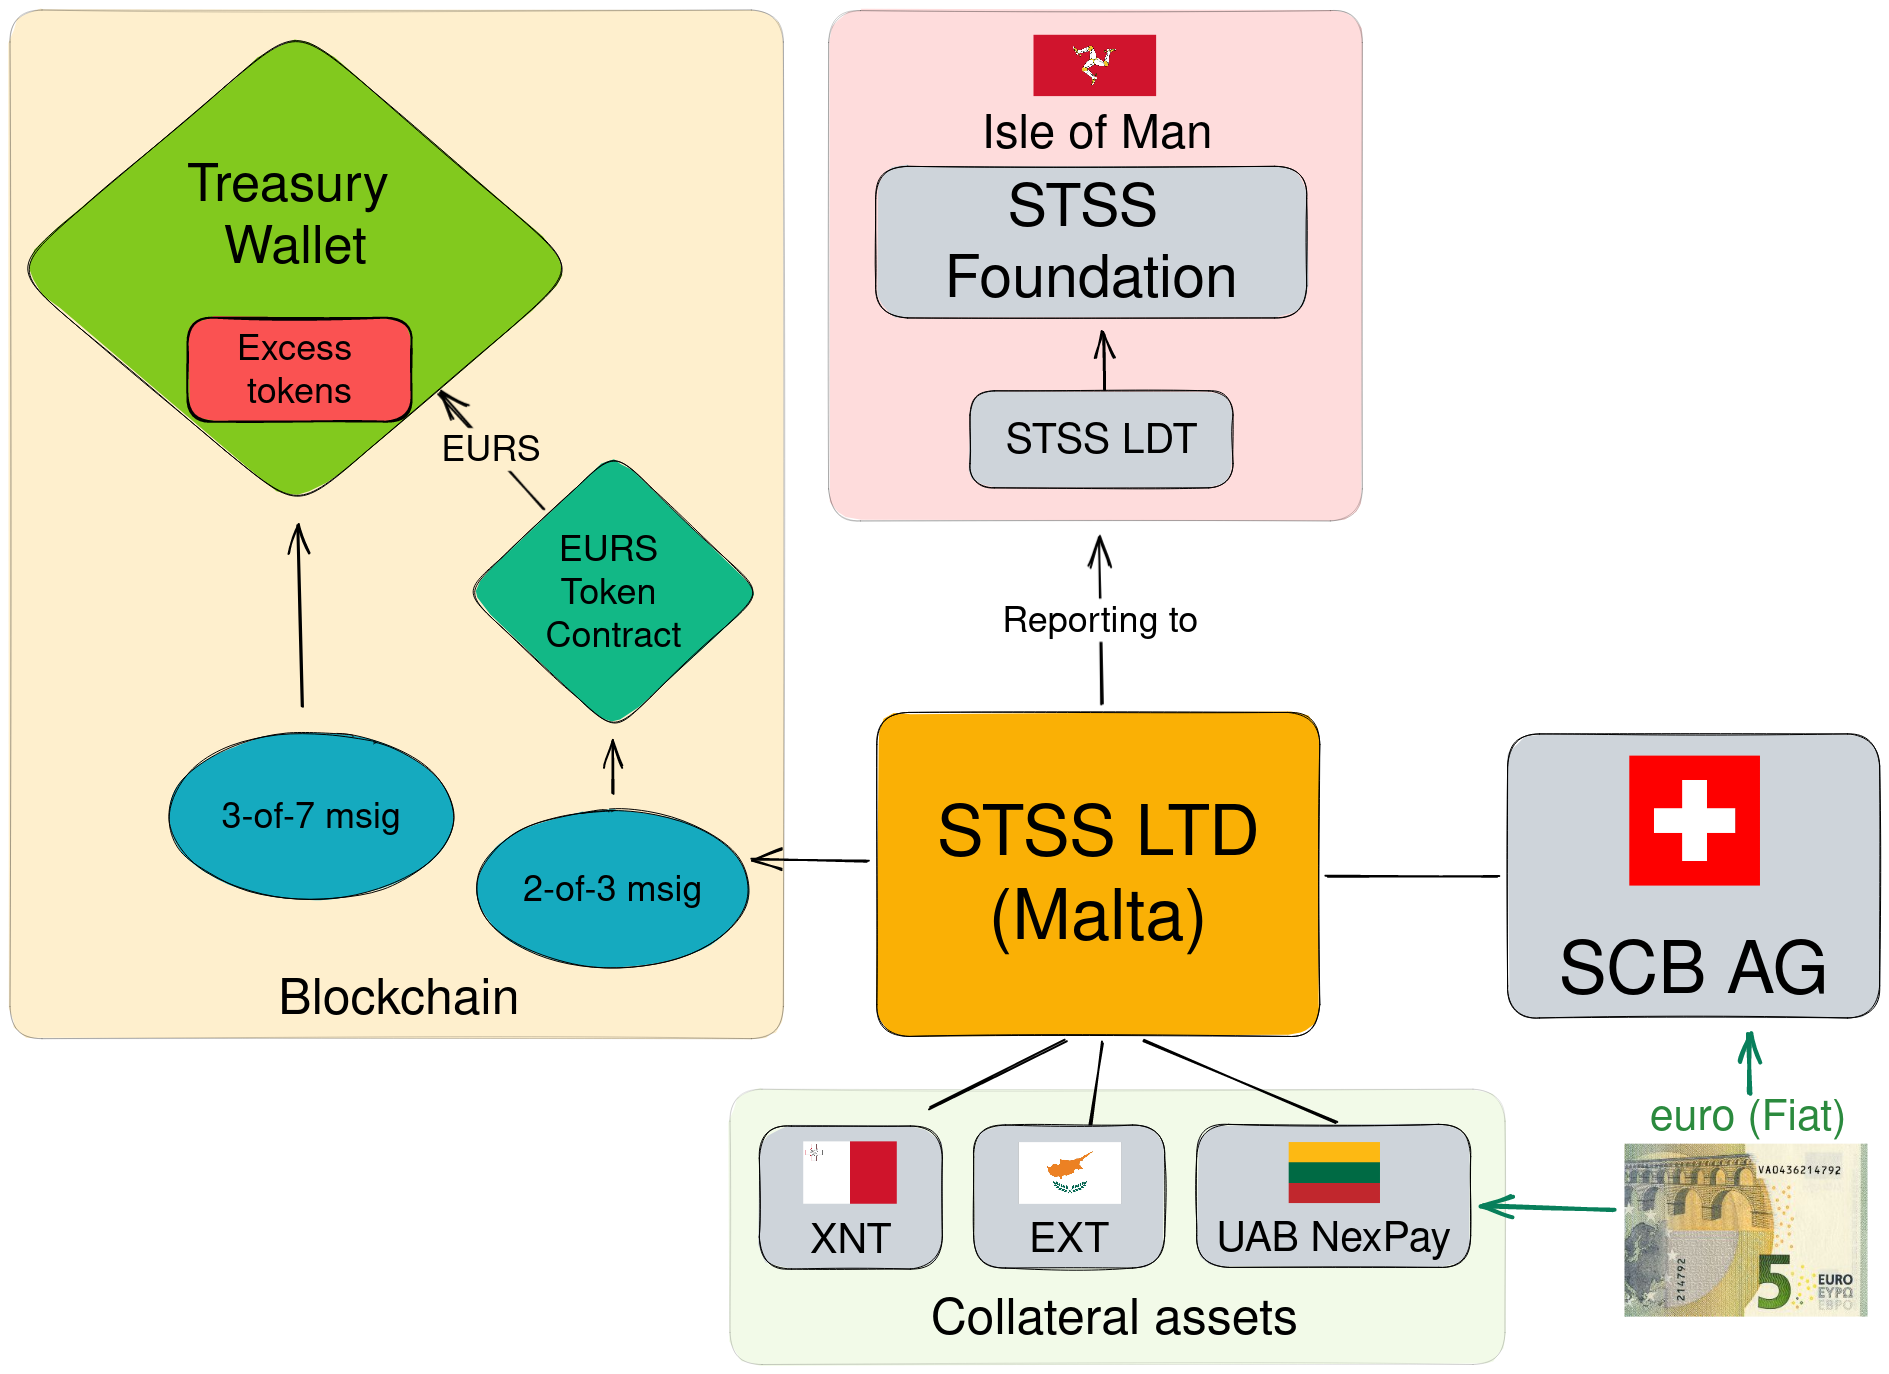 Treasury
Wallet
Excess
tokens
EURS
EURS
Token
Contract
3-of-7 msig
2-of-3 msig
Blockchain
Isle of Man
STSS
Foundation
STSS LDT
Reporting to
STSS LTD
(Malta)
SCB AG
euro (Fiat)
VA0436214792
214792
5
EURO
ΕΥΡΩ
ЕВРО
XNT
EXT
UAB NexPay
Collateral assets